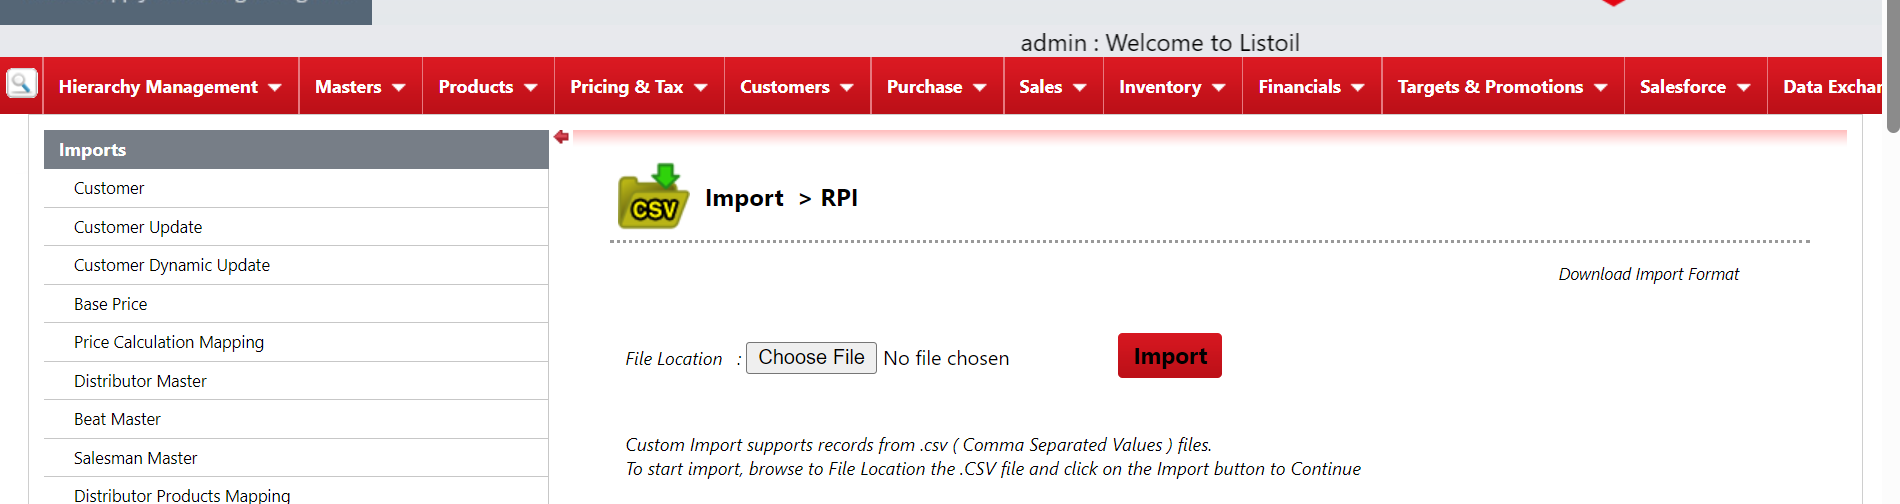 admin : Welcome to Listoil
Hierarchy Management Masters Products Pricing & Tax Customers Purchase Sales Inventory Financials Targets & Promotions Salesforce Data Exchan
Imports
Customer
Customer Update
Customer Dynamic Update
Base Price
Price Calculation Mapping
Distributor Master
Beat Master
Salesman Master
Distributor Products Mapping
CSV
Import > RPI
Download Import Format
File Location : Choose File No file chosen Import
Custom Import supports records from .csv ( Comma Separated Values ) files.
To start import, browse to File Location the .CSV file and click on the Import button to Continue